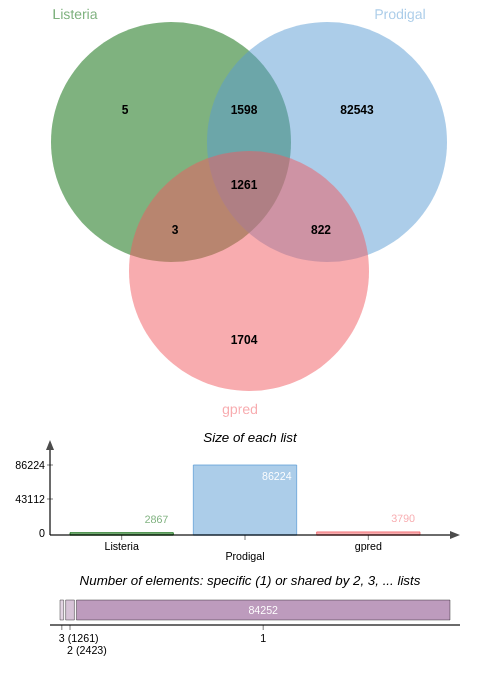 Listeria Prodigal
5 1598 82543
1261
3 822
1704
gpred
Size of each list
86224
43112
0
2867 86224 3790
Listeria Prodigal gpred
Number of elements: specific (1) or shared by 2, 3, ... lists
84252
3 (1261) 1
2 (2423)